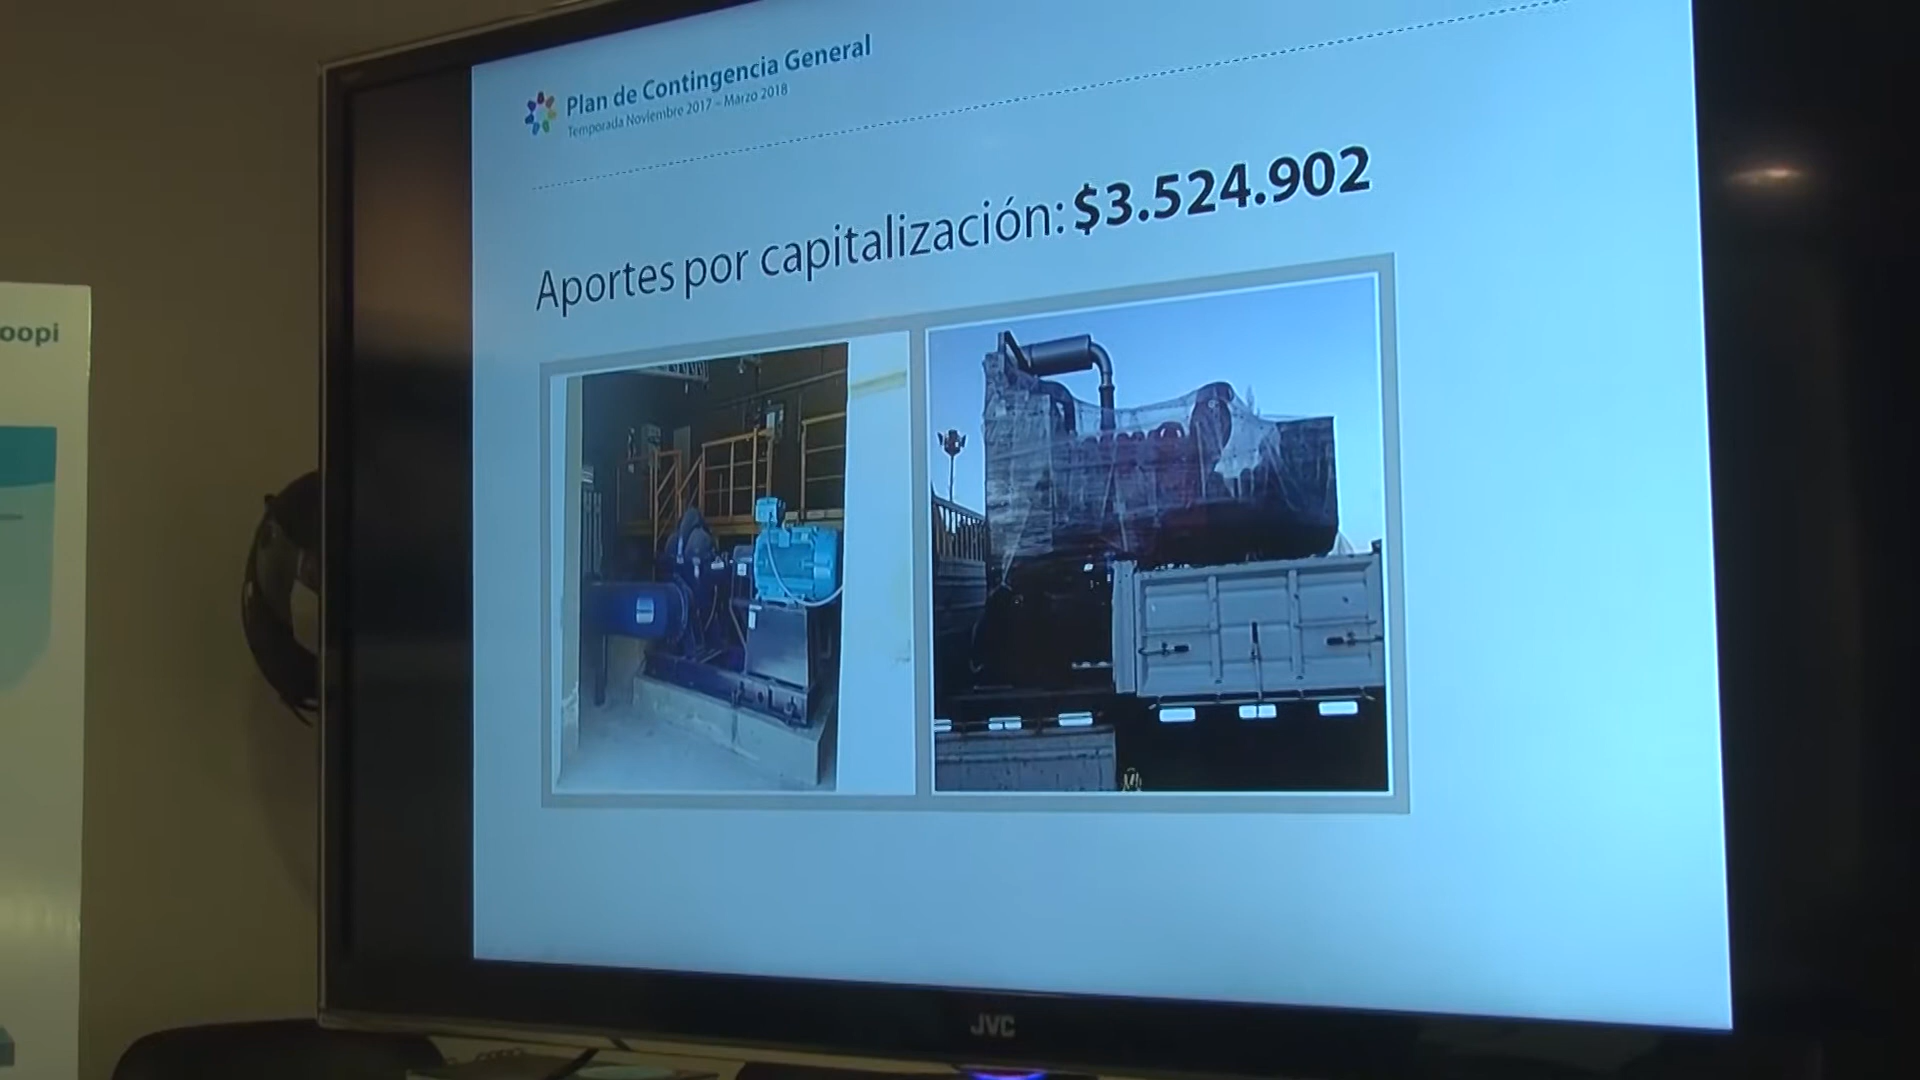 Plan de Contingencia General
Temporada Noviembre 2017 – Marzo 2018
Aportes por capitalización: $3.524.902
oopi
JVC